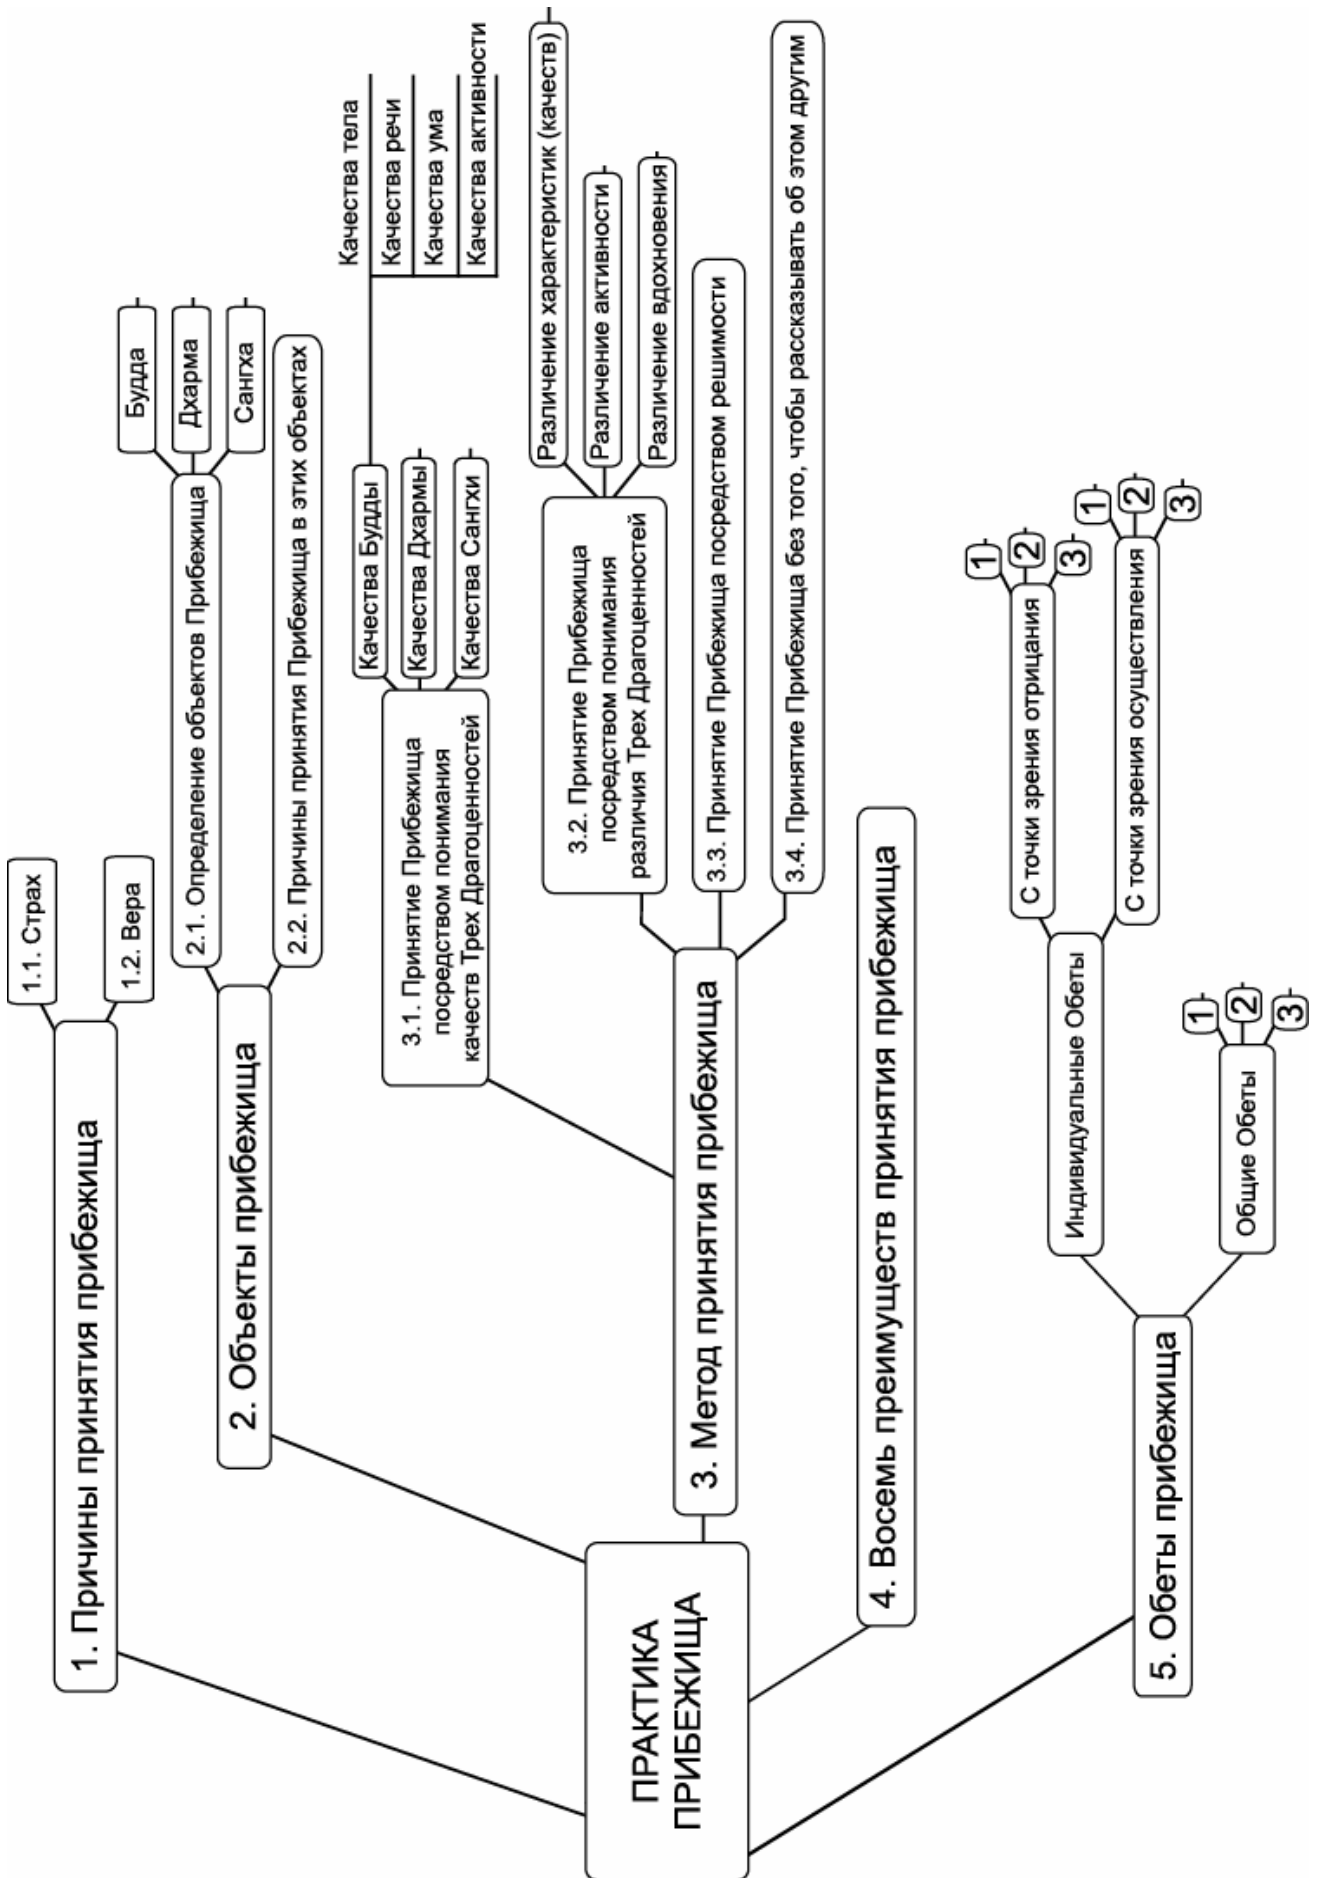 ПРАКТИКА
ПРИБЕЖИЩА
1. Причины принятия прибежища
1.1. Страх
1.2. Вера
2. Объекты прибежища
2.1. Определение объектов Прибежища
Будда
Дхарма
Сангха
2.2. Причины принятия Прибежища в этих объектах
3. Метод принятия прибежища
3.1. Принятие Прибежища
посредством понимания
качеств Трех Драгоценностей
Качества Будды
Качества тела
Качества речи
Качества ума
Качества активности
Качества Дхармы
Качества Сангхи
3.2. Принятие Прибежища
посредством понимания
различия Трех Драгоценностей
Различение характеристик (качеств)
Различение активности
Различение вдохновения
3.3. Принятие Прибежища посредством решимости
3.4. Принятие Прибежища без того, чтобы рассказывать об этом другим
4. Восемь преимуществ принятия прибежища
5. Обеты прибежища
Индивидуальные Обеты
С точки зрения отрицания
1
2
3
С точки зрения осуществления
1
2
3
Общие Обеты
1
2
3